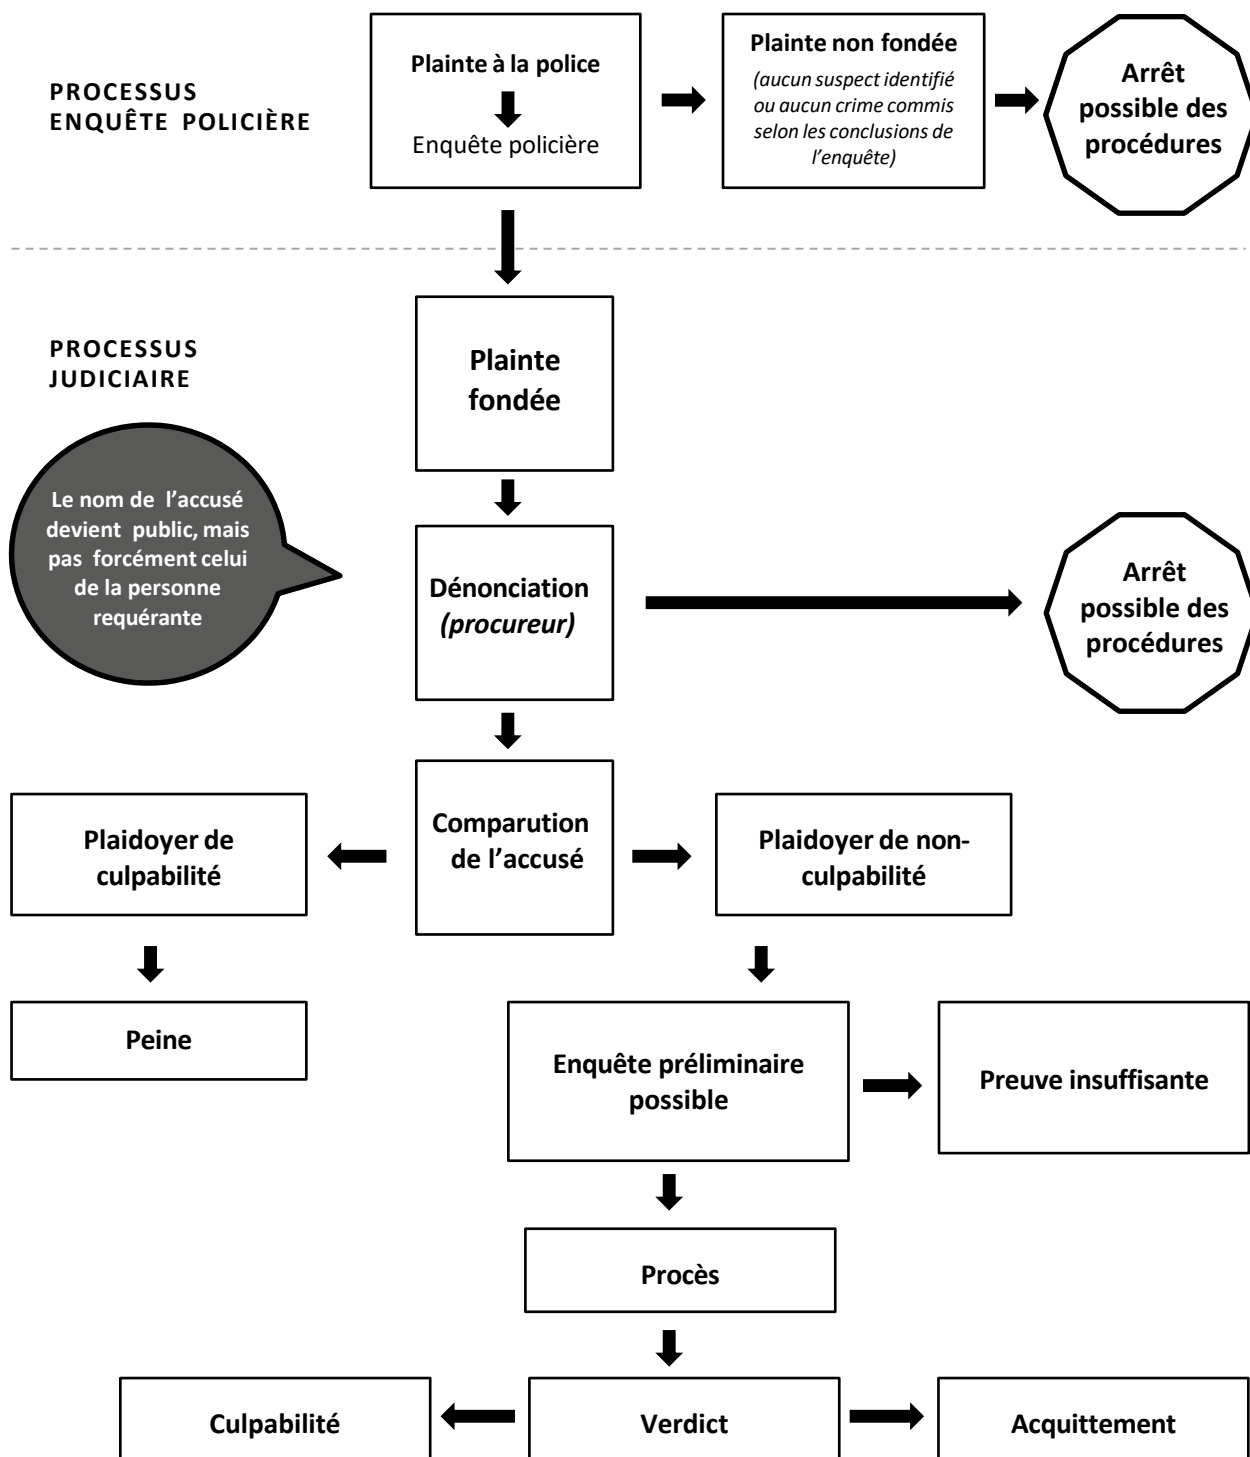 PROCESSUS
ENQUÊTE POLICIÈRE
Plainte à la police
Enquête policière
Plainte non fondée
(aucun suspect identifié
ou aucun crime commis
selon les conclusions de
l’enquête)
Arrêt
possible des
procédures
PROCESSUS
JUDICIAIRE
Plainte
fondée
Le nom de l’accusé
devient public, mais
pas forcément celui
de la personne
requérante
Dénonciation
(procureur)
Arrêt
possible des
procédures
Plaidoyer de
culpabilité
Comparution
de l’accusé
Plaidoyer de non-
culpabilité
Peine
Enquête préliminaire
possible
Preuve insuffisante
Procès
Culpabilité
Verdict
Acquittement